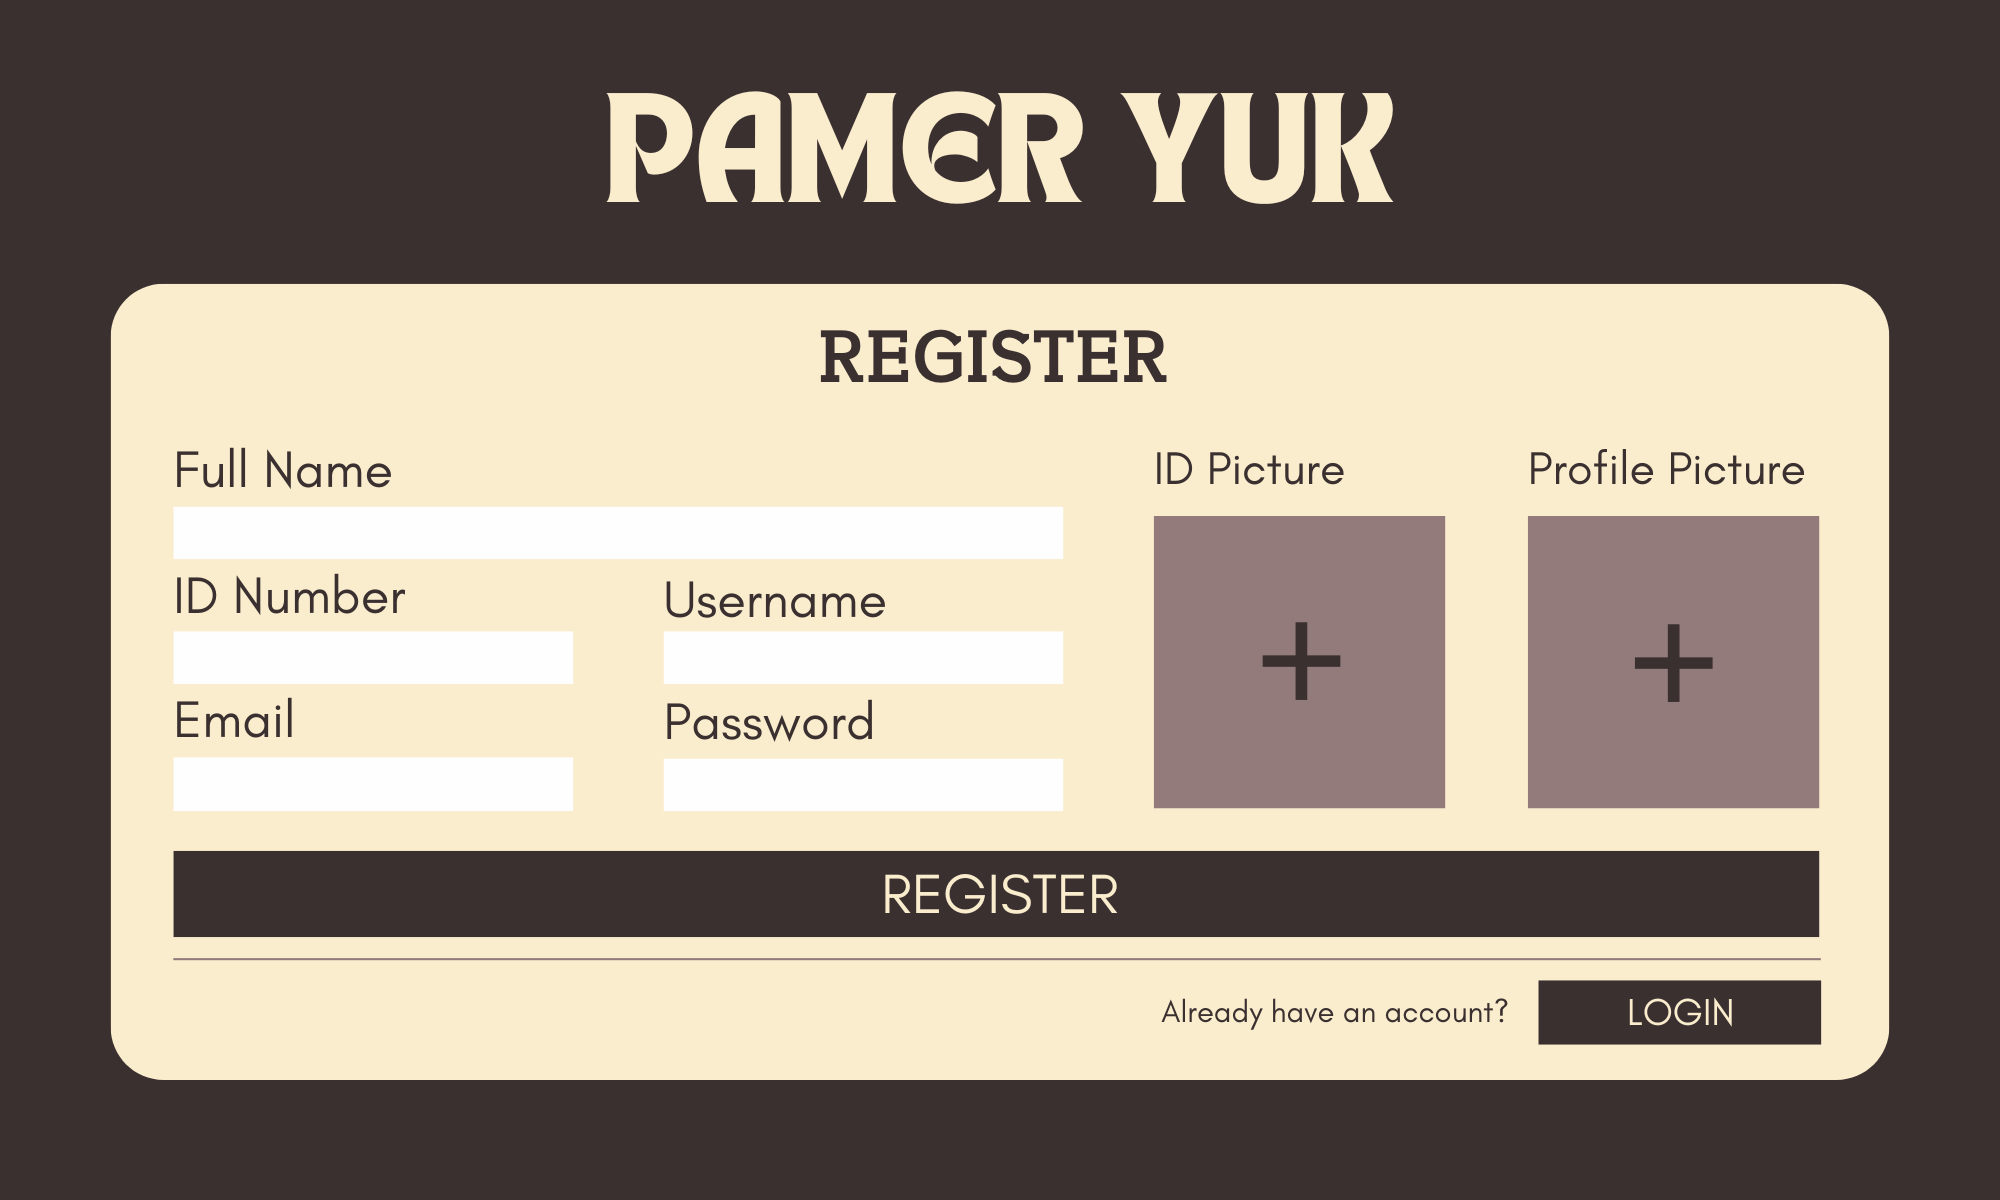 PAMER YUK
REGISTER
Full Name
ID Number
Username
Email
Password
ID Picture
Profile Picture
+
+
REGISTER
Already have an account?
LOGIN